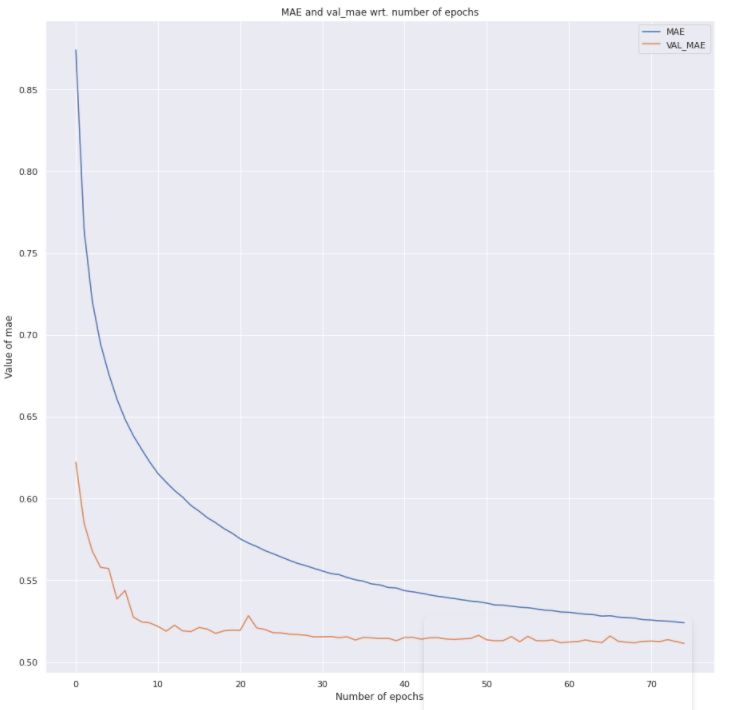 MAE and val_mae wrt. number of epochs
MAE
VAL_MAE
0.85
0.80
0.75
0.70
0.65
0.60
0.55
0.50
Value of mae
0 10 20 30 40 50 60 70
Number of epochs